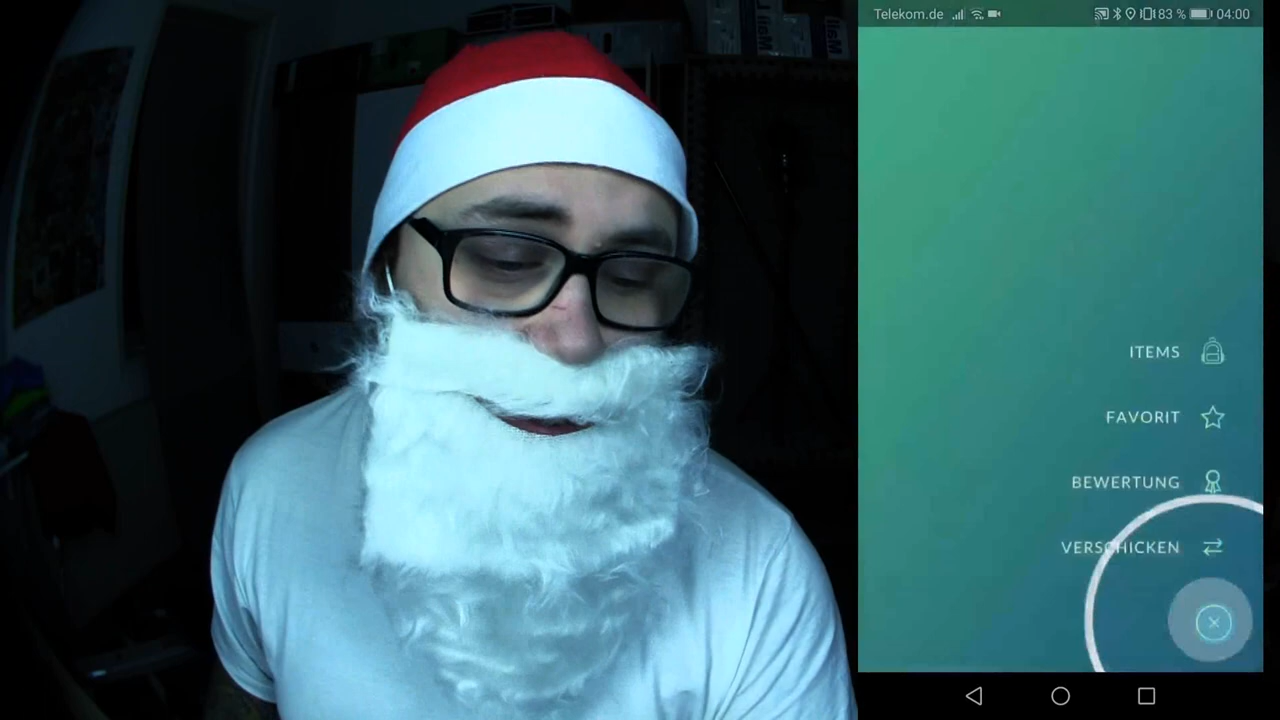 Telekom.de 83 % 04:00
ITEMS
FAVORIT
BEWERTUNG
VERSCHICKEN